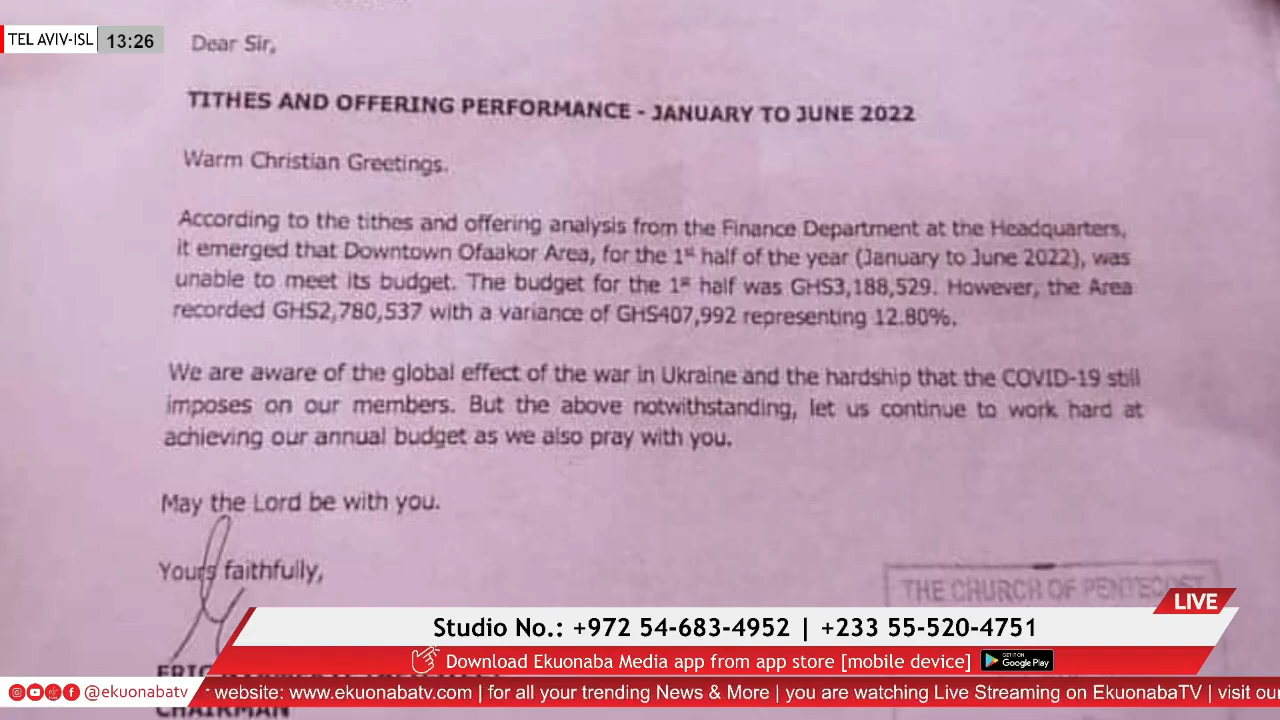 TEL AVIV-ISL 13:26
Dear Sir,
TITHES AND OFFERING PERFORMANCE - JANUARY TO JUNE 2022
Warm Christian Greetings.
According to the tithes and offering analysis from the Finance Department at the Headquarters,
it emerged that Downtown Ofaakor Area, for the 1st half of the year (January to June 2022), was
unable to meet its budget. The budget for the 1st half was GHS3,188,529. However, the Area
recorded GHS2,780,537 with a variance of GHS407,992 representing 12.80%.
We are aware of the global effect of the war in Ukraine and the hardship that the COVID-19 still
imposes on our members. But the above notwithstanding, let us continue to work hard at
achieving our annual budget as we also pray with you.
May the Lord be with you.
Yours faithfully,
THE CHURCH OF PENTECOST
LIVE
Studio No.: +972 54-683-4952 | +233 55-520-4751
Download Ekuonaba Media app from app store [mobile device] GET IT ON Google Play
@ekuonabatv * website: www.ekuonabatv.com | for all your trending News & More | you are watching Live Streaming on EkuonabaTV | visit our
CHAIRMAN